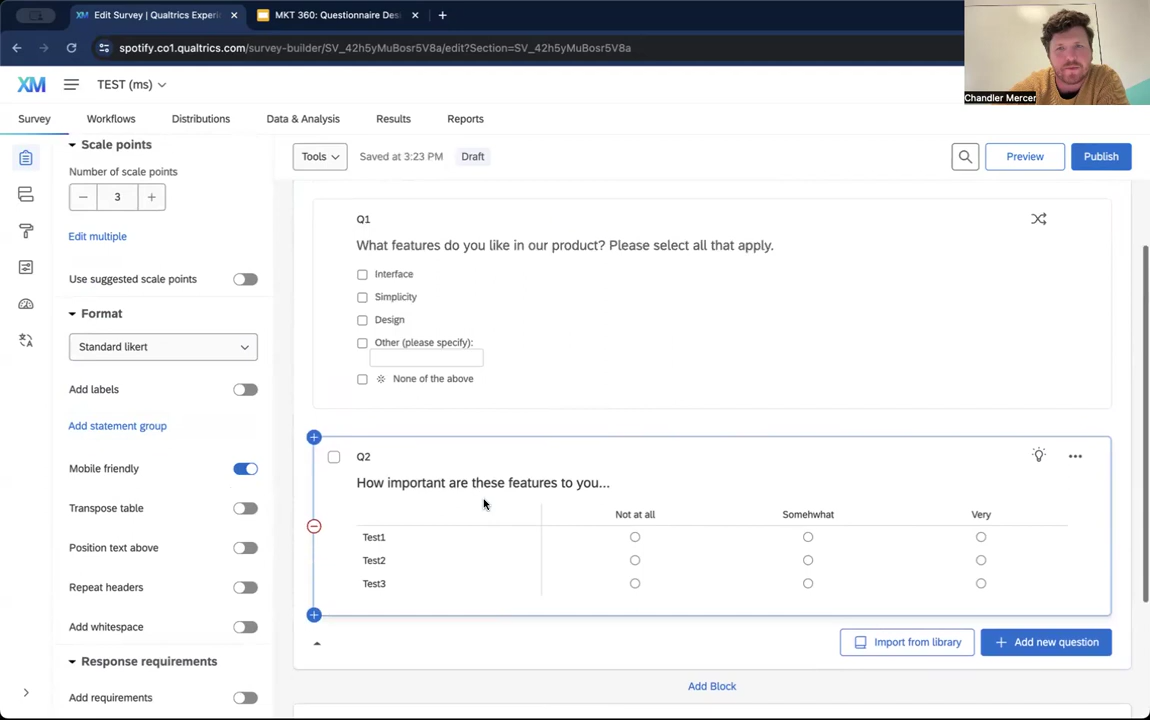 Edit Survey | Qualtrics Experie
MKT 360: Questionnaire Desi
spotify.co1.qualtrics.com/survey-builder/SV_42h5yMuBosr5V8a/edit?Section=SV_42h5yMuBosr5V8a
Chandler Mercer
XM
TEST (ms)
Survey
Workflows
Distributions
Data & Analysis
Results
Reports
Scale points
Number of scale points
3
Edit multiple
Use suggested scale points
Format
Standard likert
Add labels
Add statement group
Mobile friendly
Transpose table
Position text above
Repeat headers
Add whitespace
Response requirements
Add requirements
Tools
Saved at 3:23 PM
Draft
Preview
Publish
Q1
What features do you like in our product? Please select all that apply.
Interface
Simplicity
Design
Other (please specify):
None of the above
Q2
How important are these features to you...
Not at all
Somehwhat
Very
Test1
Test2
Test3
Import from library
Add new question
Add Block